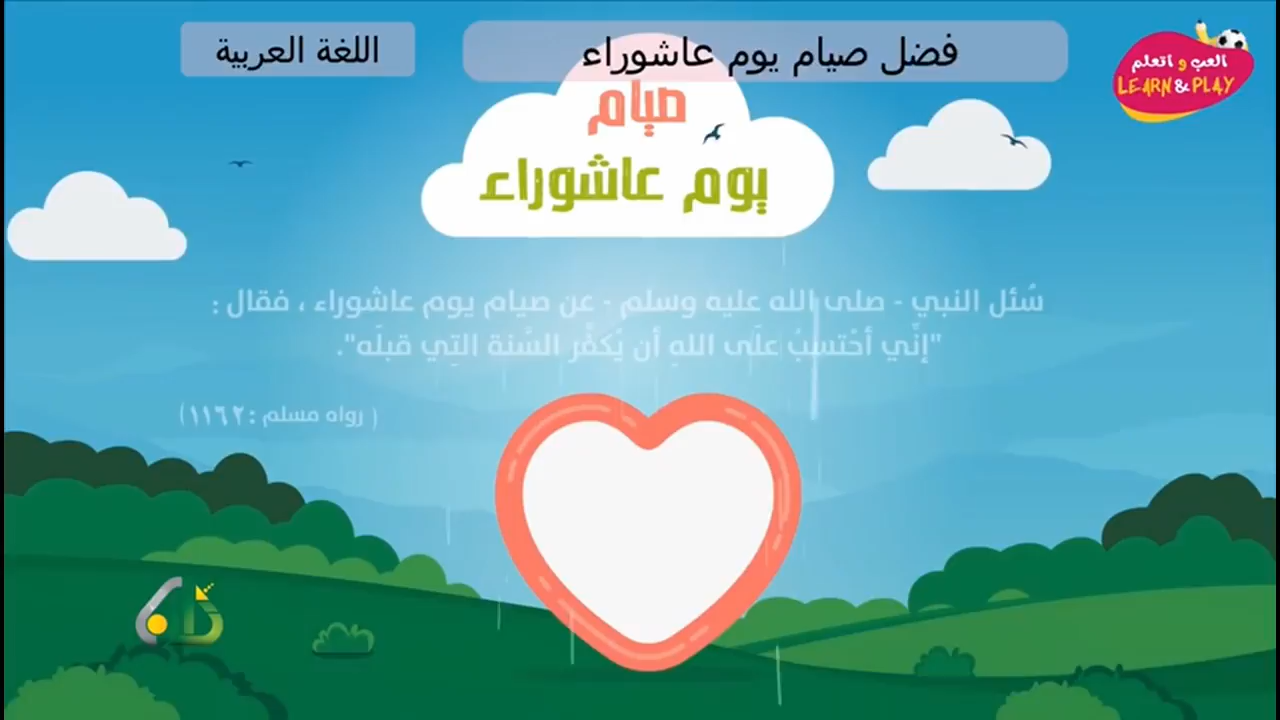 فضل صيام يوم عاشوراء
اللغة العربية
العب و اتعلم
LEARN & PLAY
صيام
يوم عاشوراء
سُئل النبي - صلى الله عليه وسلم - عن صيام يوم عاشوراء ، فقال :
"إنِّي أحْتسبُ علَى اللهِ أن يُكفِّر السَّنة التِي قبلَه".
( رواه مسلم : ١١٦٢)